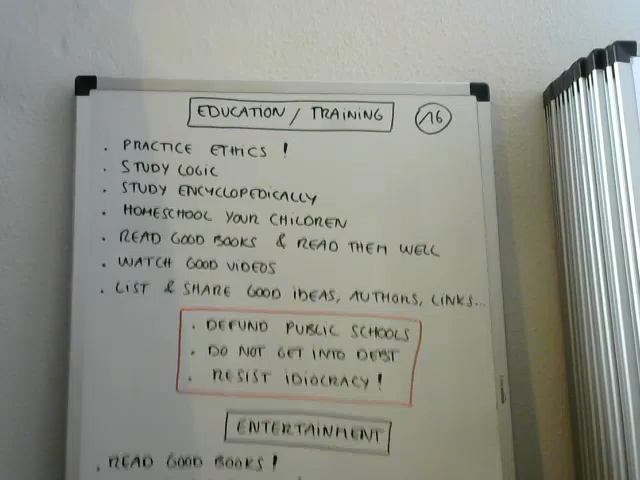 EDUCATION / TRAINING 16
. PRACTICE ETHICS !
. STUDY LOGIC
. STUDY ENCYCLOPEDICALLY
. HOMESCHOOL YOUR CHILDREN
. READ GOOD BOOKS & READ THEM WELL
. WATCH GOOD VIDEOS
. LIST & SHARE GOOD IDEAS, AUTHORS, LINKS...
. DEFUND PUBLIC SCHOOLS
. DO NOT GET INTO DEBT
. RESIST IDIOCRACY !
ENTERTAINMENT
. READ GOOD BOOKS !